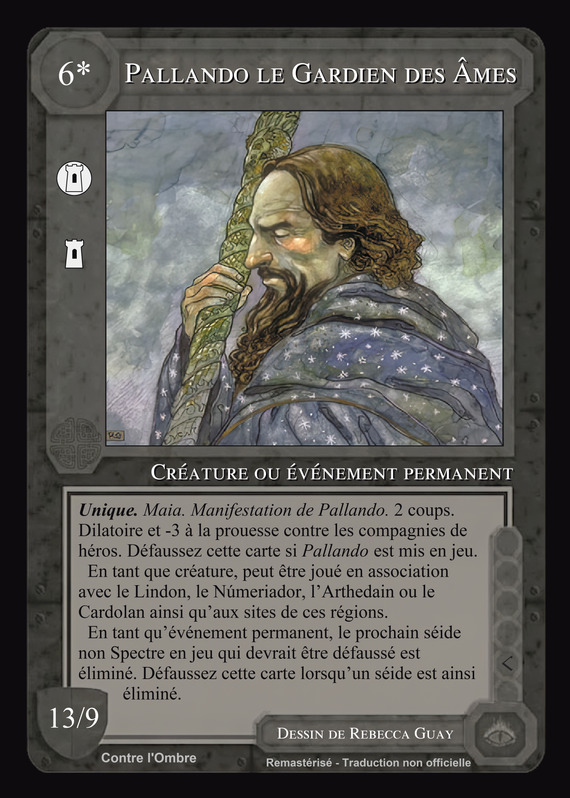 6*
Pallando le Gardien des Âmes
Créature ou événement permanent
Unique. Maia. Manifestation de Pallando. 2 coups.
Dilatoire et -3 à la prouesse contre les compagnies de
héros. Défaussez cette carte si Pallando est mis en jeu.
En tant que créature, peut être joué en association
avec le Lindon, le Númeriador, l'Arthedain ou le
Cardolan ainsi qu'aux sites de ces régions.
En tant qu'événement permanent, le prochain séide
non Spectre en jeu qui devrait être défaussé est
éliminé. Défaussez cette carte lorsqu'un séide est ainsi
éliminé.
13/9
Dessin de Rebecca Guay
Contre l'Ombre
Remastérisé - Traduction non officielle